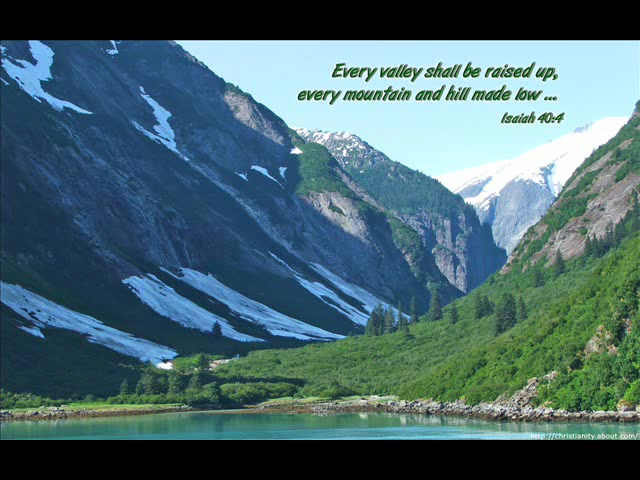 Every valley shall be raised up,
every mountain and hill made low ...
Isaiah 40:4
http://christianity.about.com/